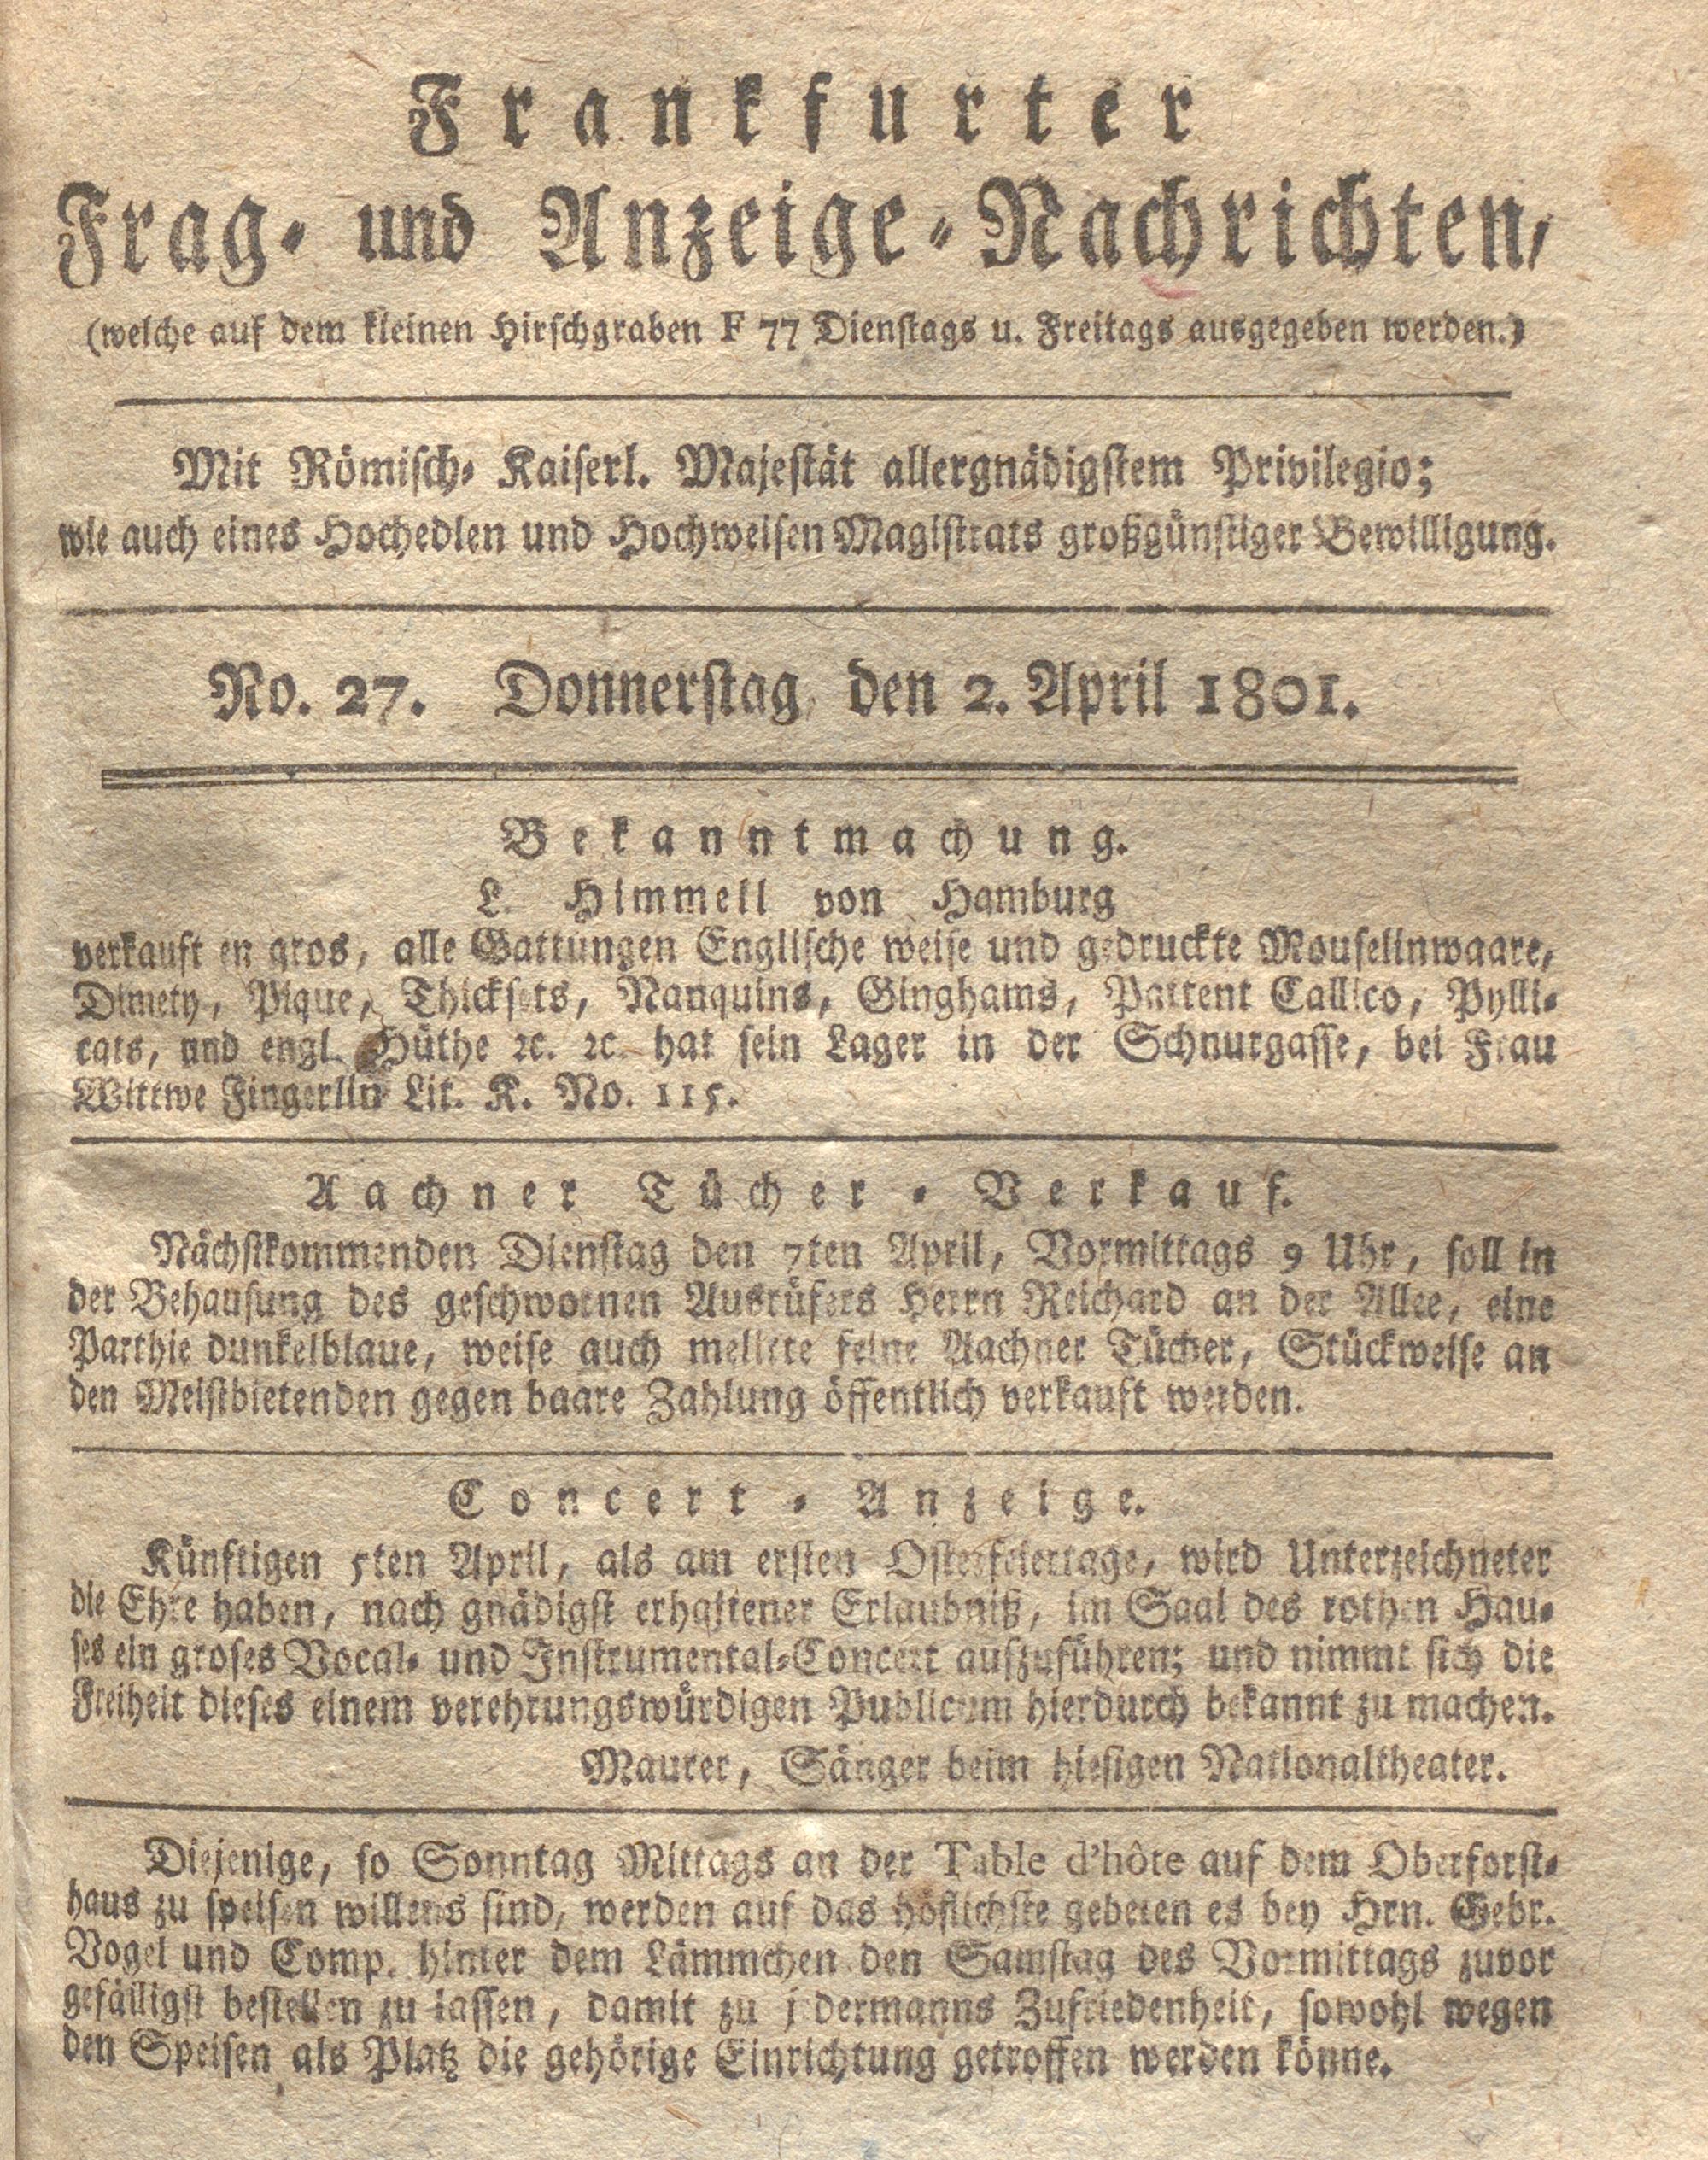 Frankfurter
Frag- und Anzeige-Nachrichten,
(welche auf dem kleinen Hirschgraben F 77 Dienstags u. Freitags ausgegeben werden.)
Mit Römisch- Kaiserl. Majestät allergnädigstem Privilegio;
wie auch eines Hochedlen und Hochweisen Magistrats großgünstiger Bewilligung.
No. 27. Donnerstag den 2. April 1801.
Bekanntmachung.
L. Himmell von Hamburg
verkauft en gros, alle Gattungen Englische weise und gedruckte Mouselinwaare,
Dimety, Pique, Thicksets, Nanquins, Ginghams, Pattent Callico, Pylli-
cats, und engl. Hüthe ꝛc. ꝛc. hat sein Lager in der Schnurgasse, bei Frau
Wittwe Fingerlin Lit. K. No. 115.
Aachner Tücher-Verkauf.
Nächstkommenden Dienstag den 7ten April, Vormittags 9 Uhr, soll in
der Behausung des geschwornen Ausrüfers Herrn Reichard an der Allee, eine
Parthie dunkelblaue, weise auch melirte feine Aachner Tücher, Stückweise an
den Meistbietenden gegen baare Zahlung öffentlich verkauft werden.
Concert-Anzeige.
Künftigen 5ten April, als am ersten Osterfeiertage, wird Unterzeichneter
die Ehre haben, nach gnädigst erhaltener Erlaubniß, im Saal des rothen Hau-
ses ein groses Vocal- und Instrumental-Concert aufzuführen; und nimmt sich die
Freiheit dieses einem verehrungswürdigen Publicum hierdurch bekannt zu machen.
Maurer, Sänger beim hiesigen Nationaltheater.
Diejenige, so Sonntag Mittags an der Table d'hôte auf dem Oberforst-
haus zu speisen willens sind, werden auf das höflichste gebeten es bey Hrn. Gebr.
Vogel und Comp. hinter dem Lämmchen den Samstag des Vormittags zuvor
gefälligst bestellen zu lassen, damit zu jedermanns Zufriedenheit, sowohl wegen
den Speisen als Platz die gehörige Einrichtung getroffen werden könne.